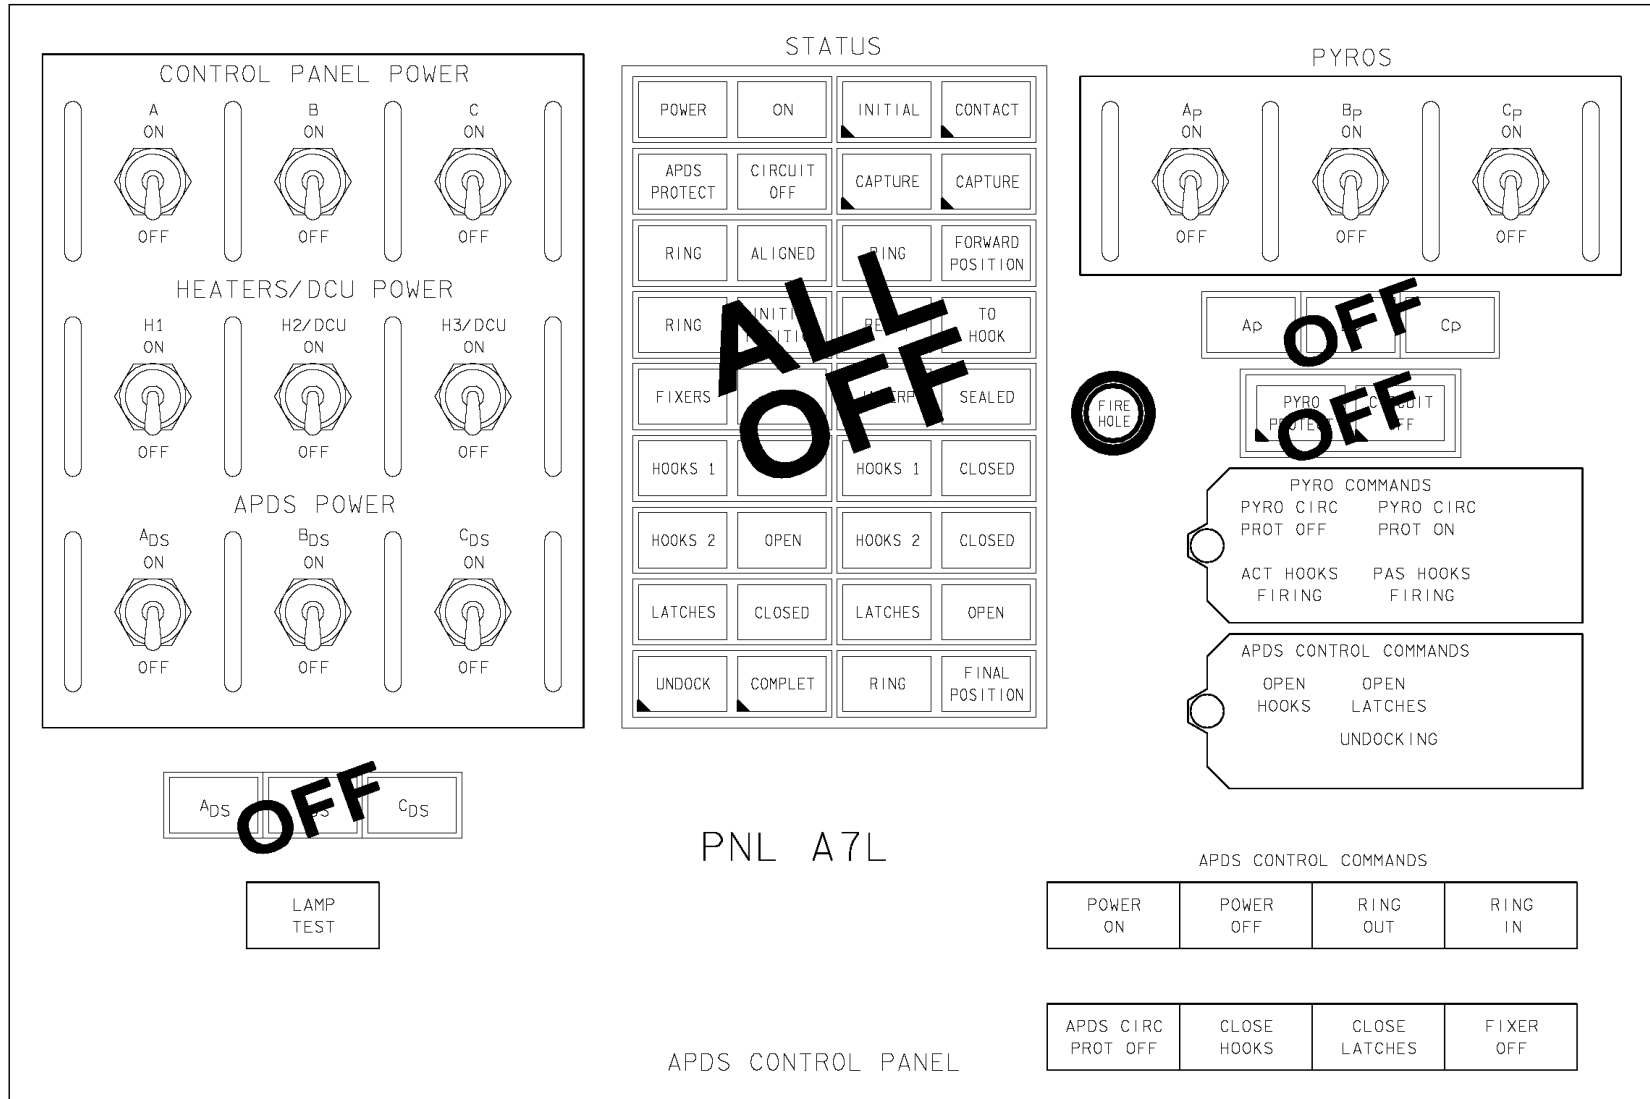 STATUS
PYROS
CONTROL PANEL POWER
A B C
ON ON ON
OFF OFF OFF
HEATERS/DCU POWER
H1 H2/DCU H3/DCU
ON ON ON
OFF OFF OFF
APDS POWER
ADS BDS CDS
ON ON ON
OFF OFF OFF
ADS CDS
OFF
LAMP
TEST
POWER ON INITIAL CONTACT
APDS CIRCUIT CAPTURE CAPTURE
PROTECT OFF
RING ALIGNED RING FORWARD
POSITION
RING TO
HOOK
FIXERS SEALED
HOOKS 1 HOOKS 1 CLOSED
HOOKS 2 OPEN HOOKS 2 CLOSED
LATCHES CLOSED LATCHES OPEN
UNDOCK COMPLET RING FINAL
POSITION
ALL
OFF
AP BP CP
ON ON ON
OFF OFF OFF
AP CP
OFF
FIRE
HOLE
PYRO
OFF
PYRO COMMANDS
PYRO CIRC PYRO CIRC
PROT OFF PROT ON
ACT HOOKS PAS HOOKS
FIRING FIRING
APDS CONTROL COMMANDS
OPEN OPEN
HOOKS LATCHES
UNDOCKING
PNL A7L
APDS CONTROL COMMANDS
POWER POWER RING RING
ON OFF OUT IN
APDS CIRC CLOSE CLOSE FIXER
PROT OFF HOOKS LATCHES OFF
APDS CONTROL PANEL